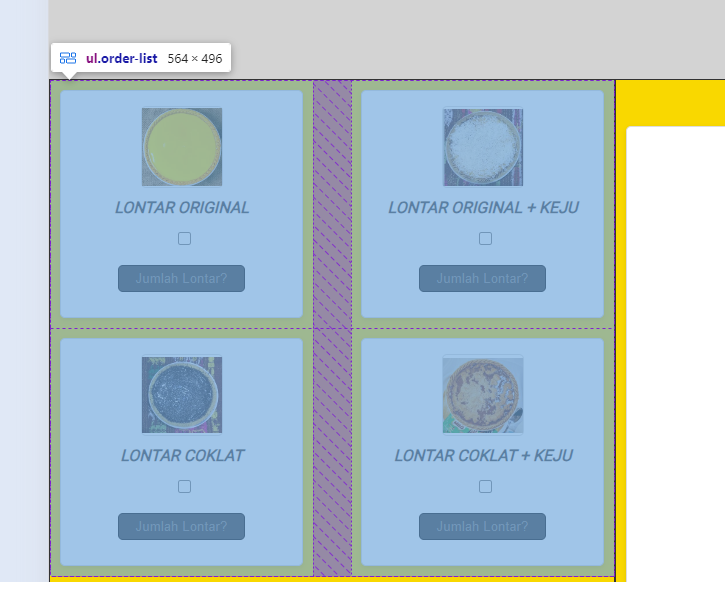 ul.order-list 564 × 496
LONTAR ORIGINAL
LONTAR ORIGINAL + KEJU
Jumlah Lontar?
Jumlah Lontar?
LONTAR COKLAT
LONTAR COKLAT + KEJU
Jumlah Lontar?
Jumlah Lontar?